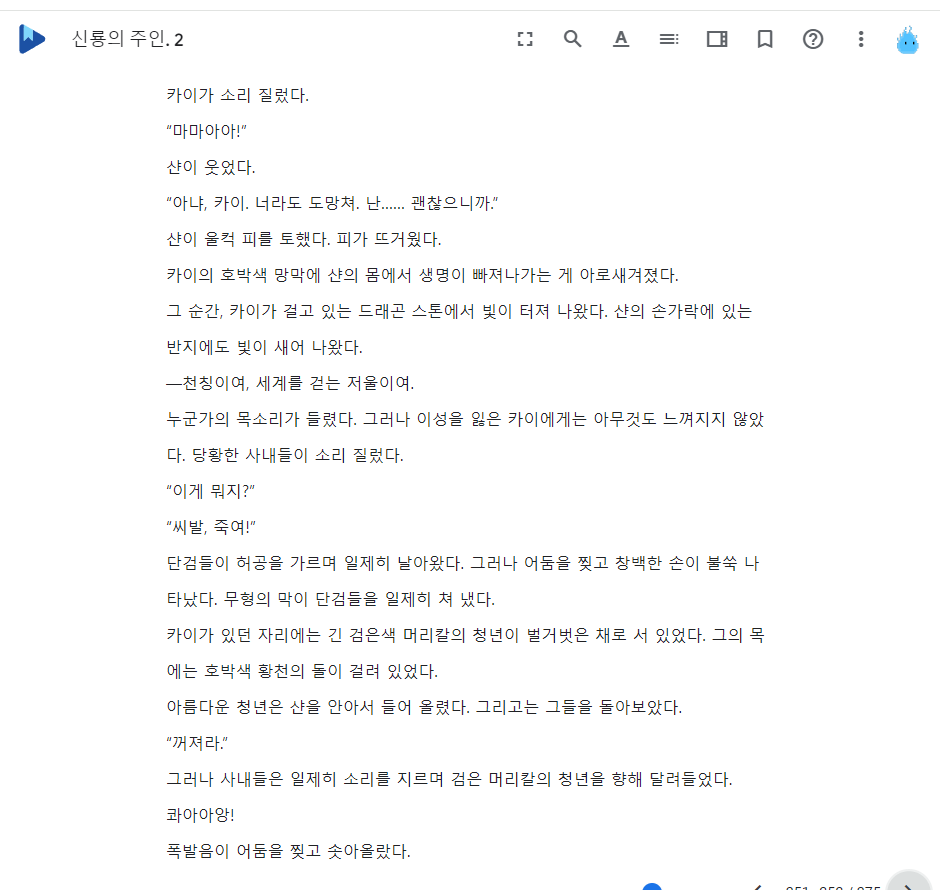 신룡의 주인. 2
카이가 소리 질렀다.
“마마아아!”
샨이 웃었다.
“아냐, 카이. 너라도 도망쳐. 난…… 괜찮으니까.”
샨이 울컥 피를 토했다. 피가 뜨거웠다.
카이의 호박색 망막에 샨의 몸에서 생명이 빠져나가는 게 아로새겨졌다.
그 순간, 카이가 걸고 있는 드래곤 스톤에서 빛이 터져 나왔다. 샨의 손가락에 있는
반지에도 빛이 새어 나왔다.
—천칭이여, 세계를 걷는 저울이여.
누군가의 목소리가 들렸다. 그러나 이성을 잃은 카이에게는 아무것도 느껴지지 않았
다. 당황한 사내들이 소리 질렀다.
“이게 뭐지?”
“씨발, 죽여!”
단검들이 허공을 가르며 일제히 날아왔다. 그러나 어둠을 찢고 창백한 손이 불쑥 나
타났다. 무형의 막이 단검들을 일제히 쳐 냈다.
카이가 있던 자리에는 긴 검은색 머리칼의 청년이 벌거벗은 채로 서 있었다. 그의 목
에는 호박색 황천의 돌이 걸려 있었다.
아름다운 청년은 샨을 안아서 들어 올렸다. 그리고는 그들을 돌아보았다.
“꺼져라.”
그러나 사내들은 일제히 소리를 지르며 검은 머리칼의 청년을 향해 달려들었다.
콰아아앙!
폭발음이 어둠을 찢고 솟아올랐다.